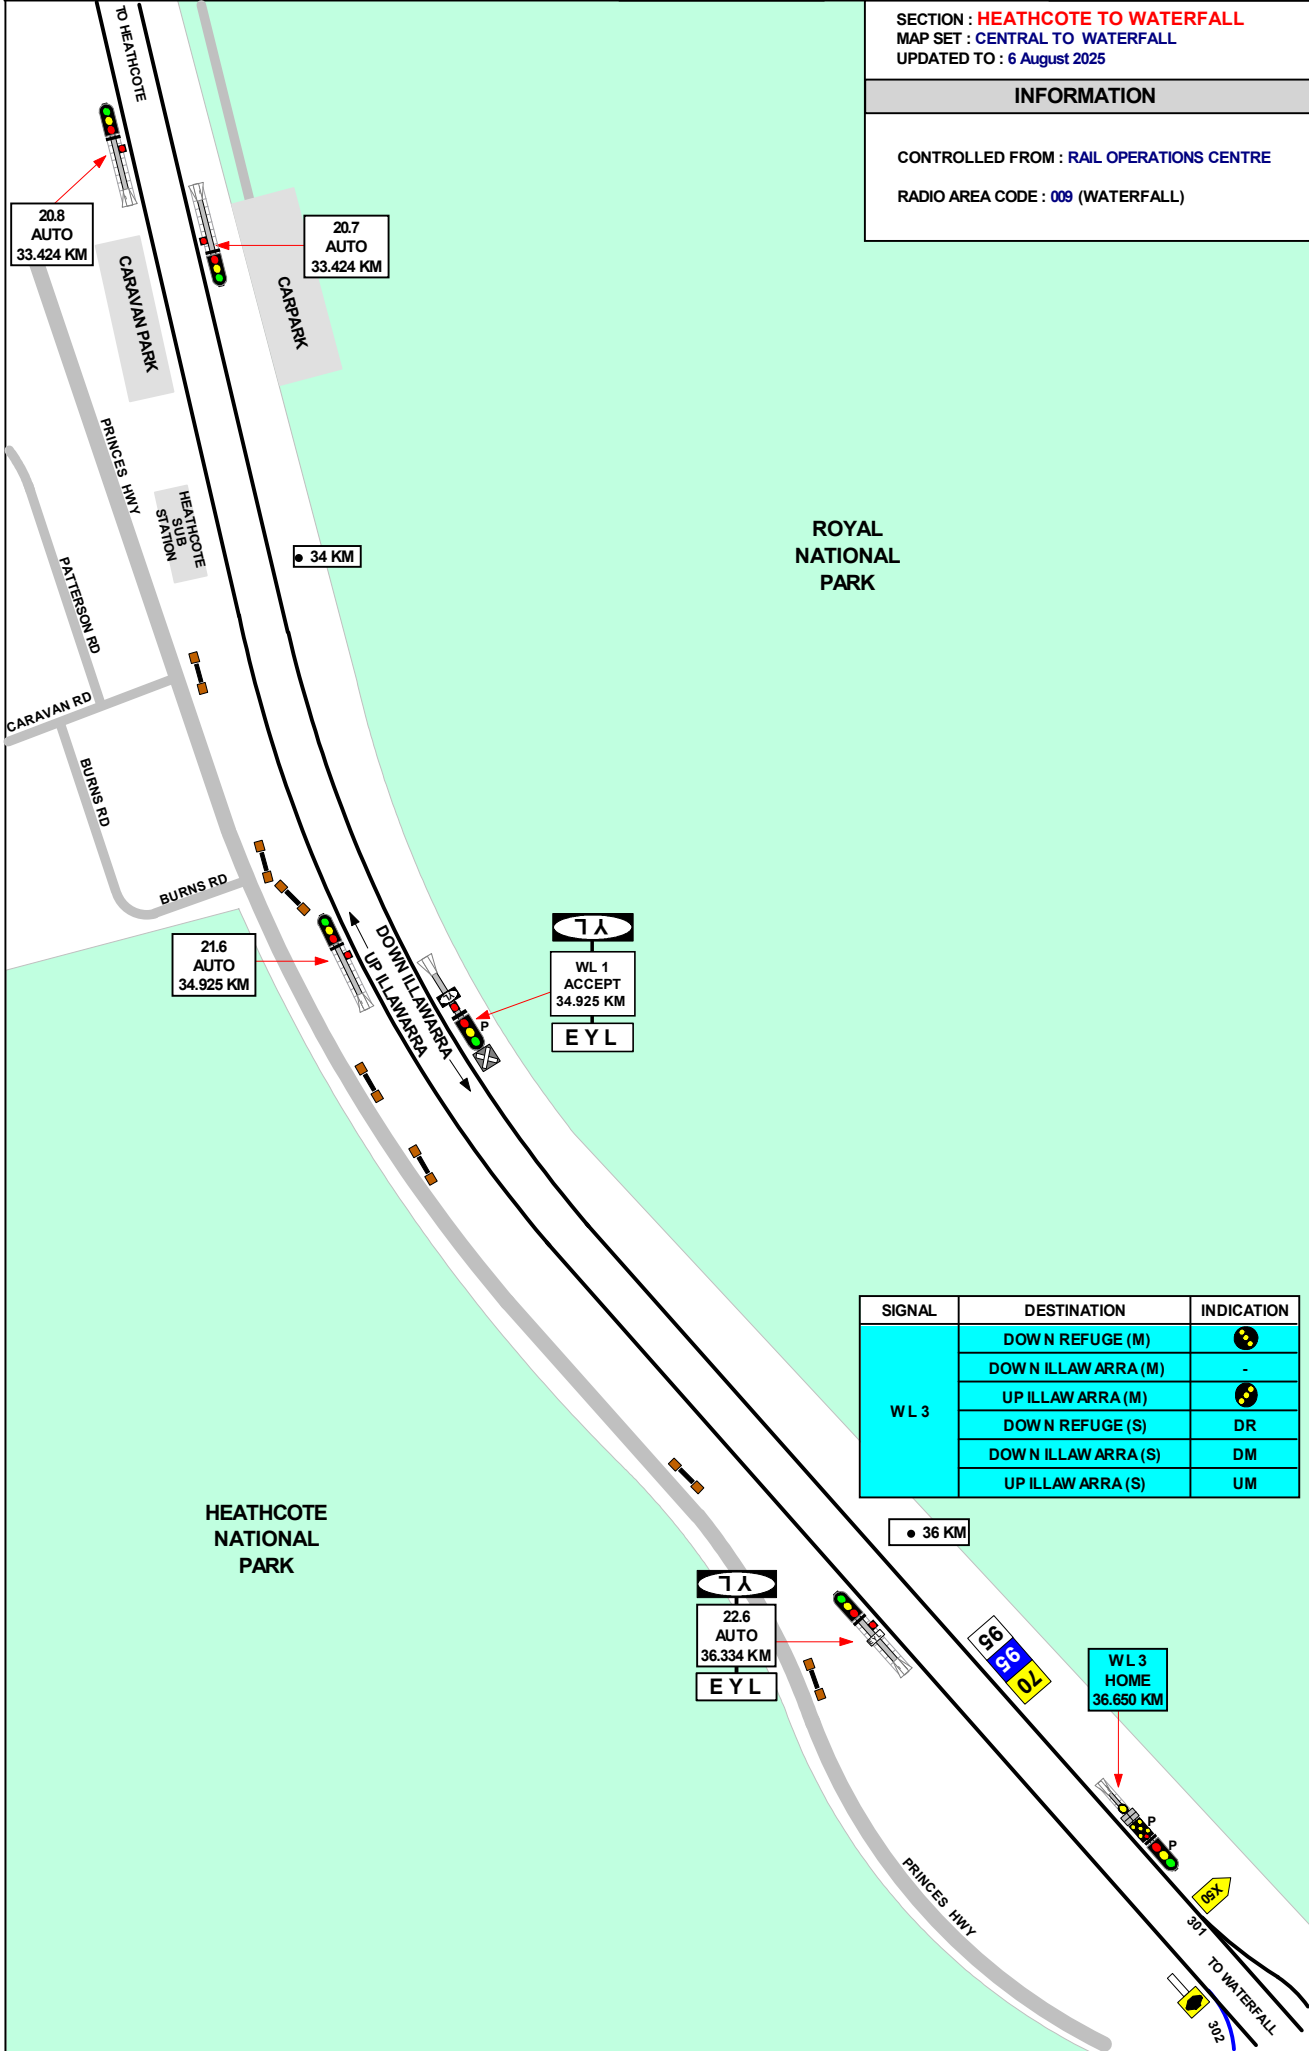 SECTION : HEATHCOTE TO WATERFALL
MAP SET : CENTRAL TO WATERFALL
UPDATED TO : 6 August 2025
INFORMATION
CONTROLLED FROM : RAIL OPERATIONS CENTRE
RADIO AREA CODE : 009 (WATERFALL)
TO HEATHCOTE
20.8
AUTO
33.424 KM
20.7
AUTO
33.424 KM
CARAVAN PARK
CARPARK
PRINCES HWY
HEATHCOTE
SUB
STATION
34 KM
ROYAL
NATIONAL
PARK
PATTERSON RD
CARAVAN RD
BURNS RD
BURNS RD
21.6
AUTO
34.925 KM
DOWN ILLAWARRA
UP ILLAWARRA
YL
P
YL
WL 1
ACCEPT
34.925 KM
E Y L
SIGNAL DESTINATION INDICATION
WL 3
DOWN REFUGE (M)
DOWN ILLAWARRA (M) -
UP ILLAWARRA (M)
DOWN REFUGE (S) DR
DOWN ILLAWARRA (S) DM
UP ILLAWARRA (S) UM
HEATHCOTE
NATIONAL
PARK
36 KM
YL
22.6
AUTO
36.334 KM
E Y L
95
95
70
WL 3
HOME
36.650 KM
P
P
X50
301
PRINCES HWY
TO WATERFALL
302